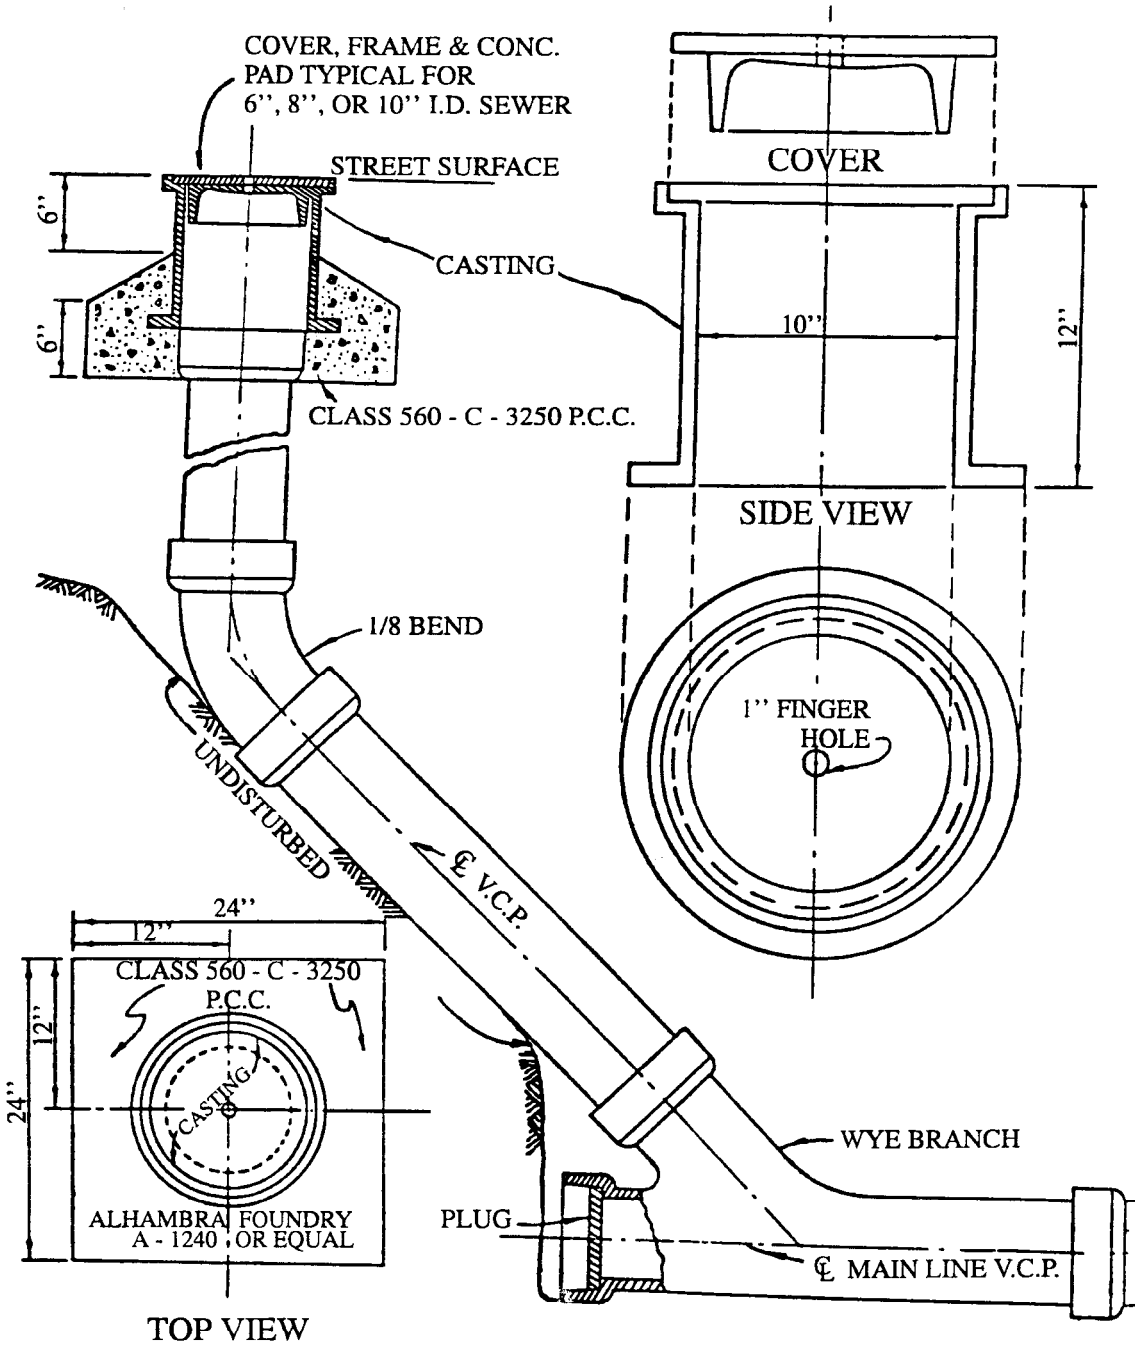 COVER, FRAME & CONC.
PAD TYPICAL FOR
6'', 8'', OR 10'' I.D. SEWER
STREET SURFACE
COVER
6''
CASTING
10''
12''
6''
CLASS 560 - C - 3250 P.C.C.
SIDE VIEW
1/8 BEND
1'' FINGER
HOLE
UNDISTURBED
℄ V.C.P.
24''
12''
CLASS 560 - C - 3250
P.C.C.
12''
24''
CASTING
WYE BRANCH
ALHAMBRA FOUNDRY
A - 1240 OR EQUAL
PLUG
℄ MAIN LINE V.C.P.
TOP VIEW